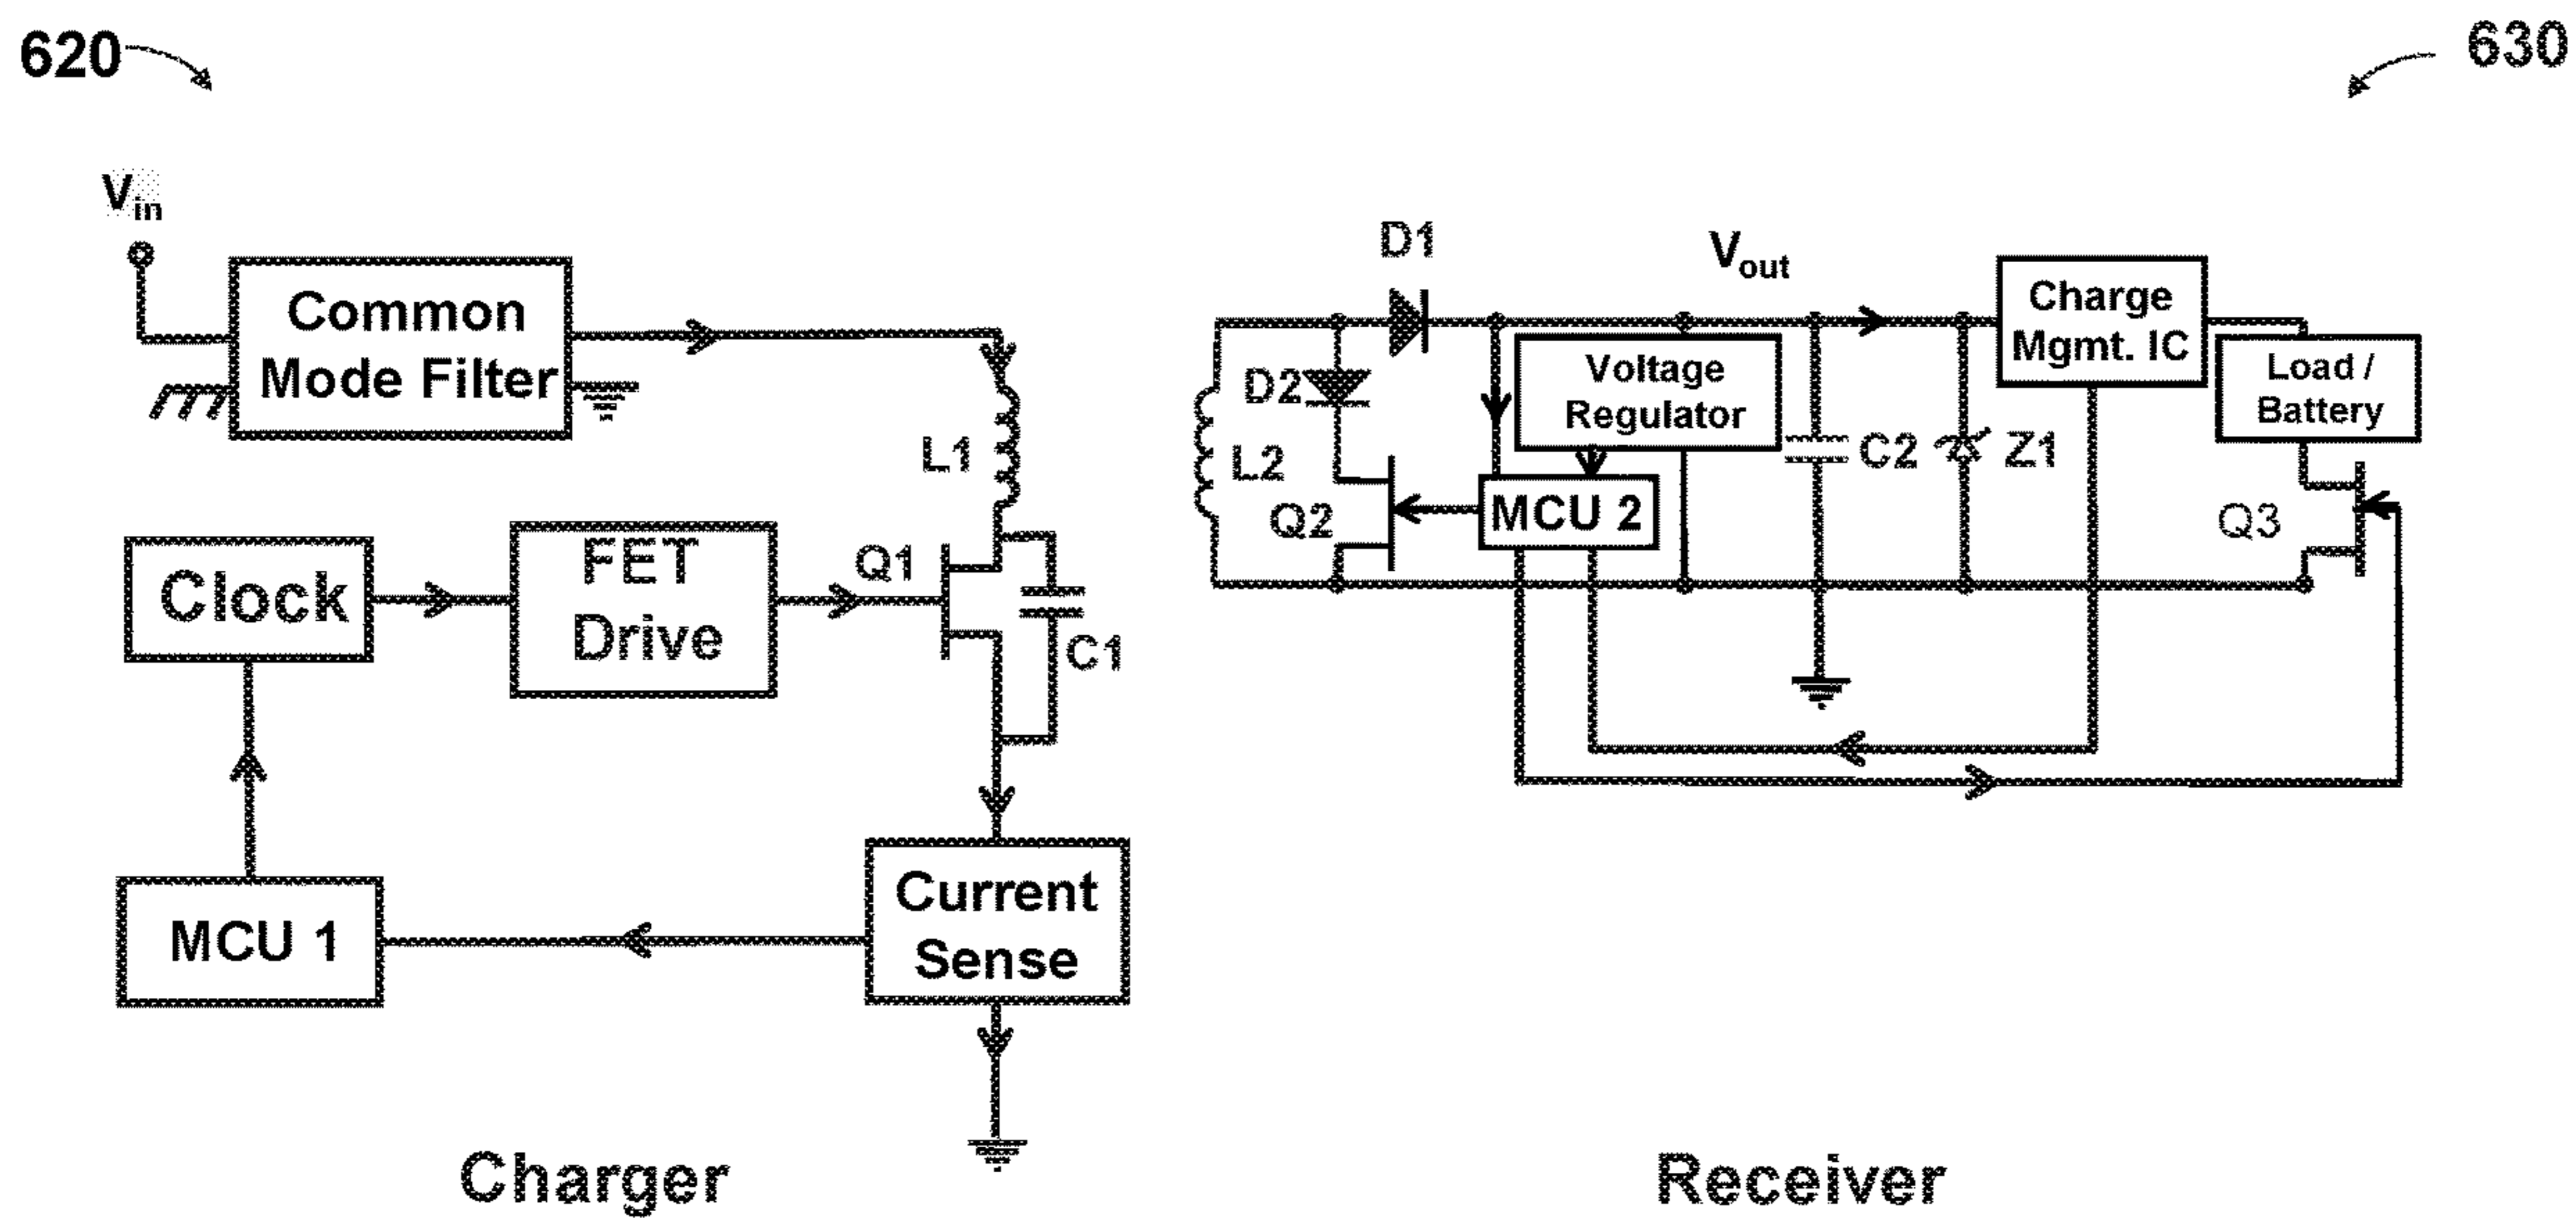 620
630
Vin
Common
Mode Filter
L1
Clock
FET
Drive
Q1
C1
MCU 1
Current
Sense
Charger
D1
Vout
Charge
Mgmt. IC
Voltage
Regulator
Load /
Battery
D2
L2
C2
Z1
Q2
MCU 2
Q3
Receiver